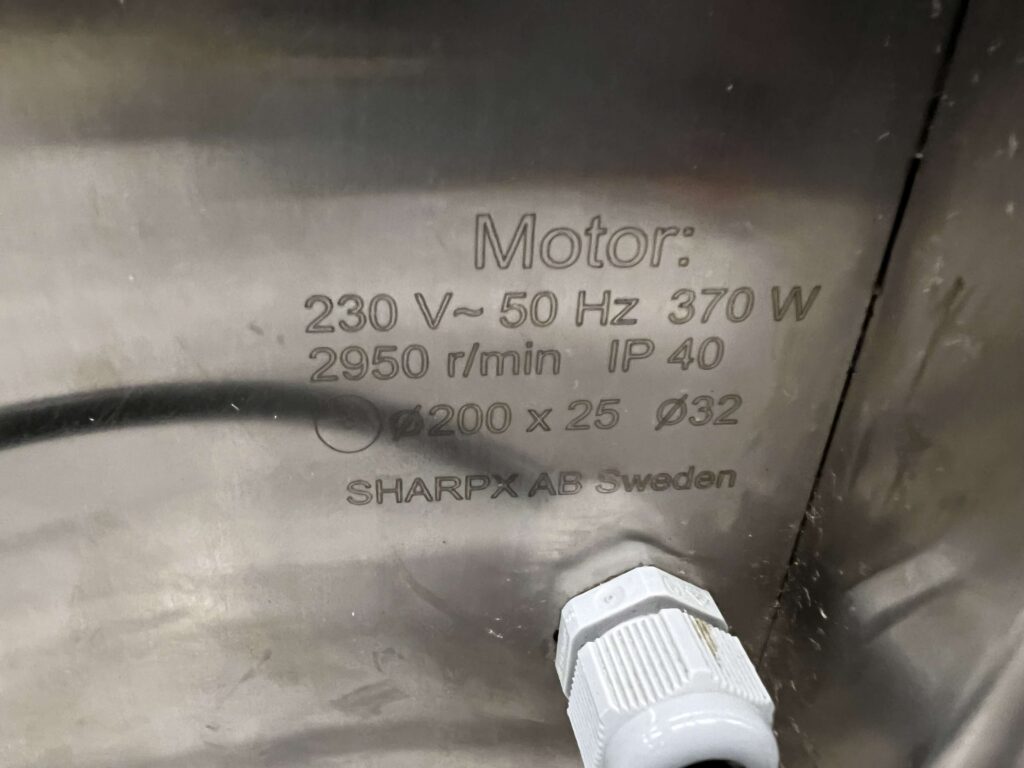 Motor:
230 V~ 50 Hz 370 W
2950 r/min IP 40
ø200 x 25 Ø32
SHARPX AB Sweden